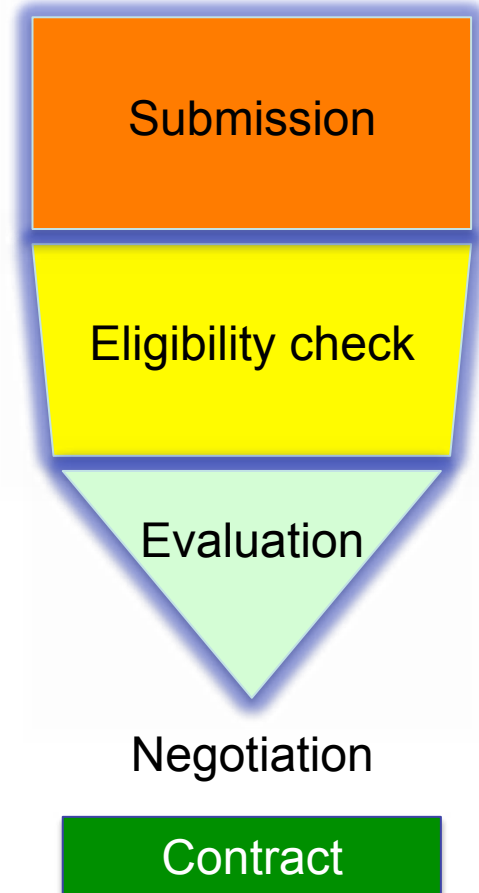 Submission
Eligibility check
Evaluation
Negotiation
Contract